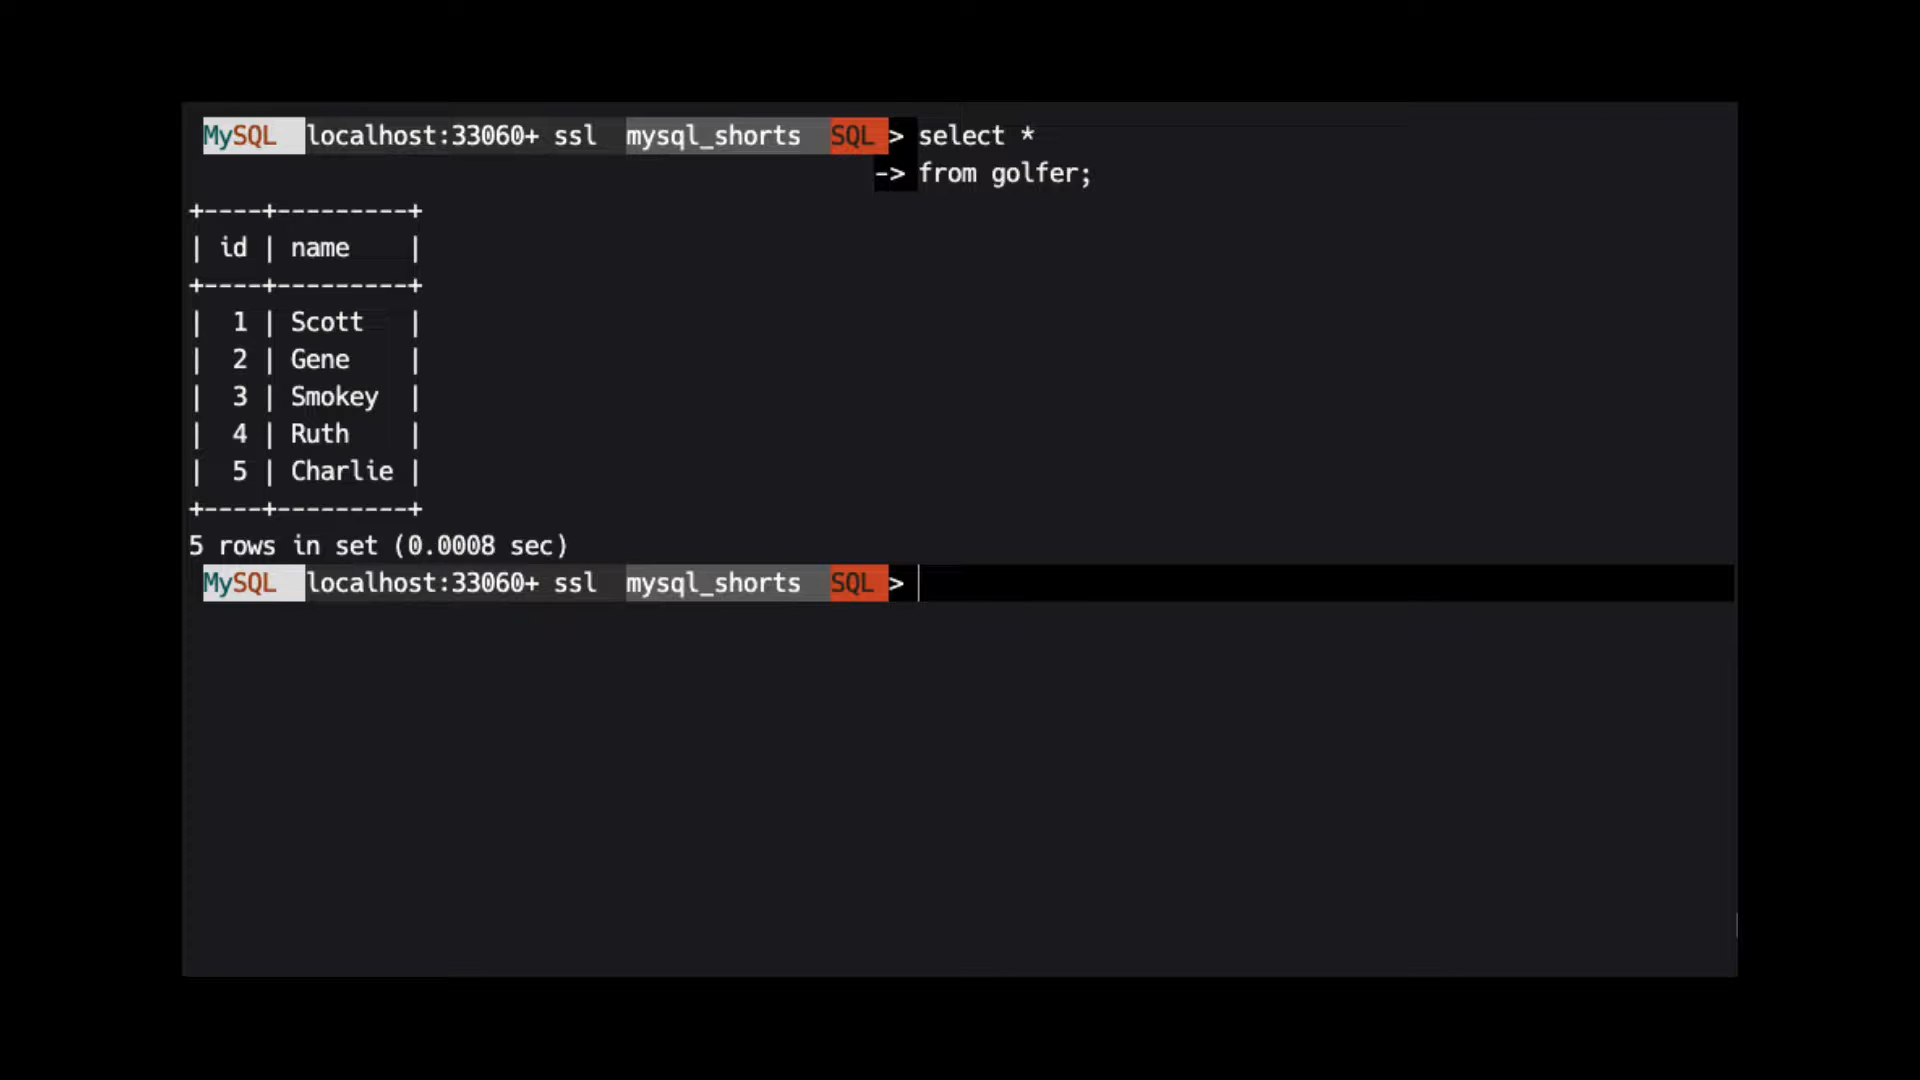 MySQL localhost:33060+ ssl mysql_shorts SQL > select *
-> from golfer;
+----+---------+
| id | name    |
+----+---------+
|  1 | Scott   |
|  2 | Gene    |
|  3 | Smokey  |
|  4 | Ruth    |
|  5 | Charlie |
+----+---------+
5 rows in set (0.0008 sec)
MySQL localhost:33060+ ssl mysql_shorts SQL >